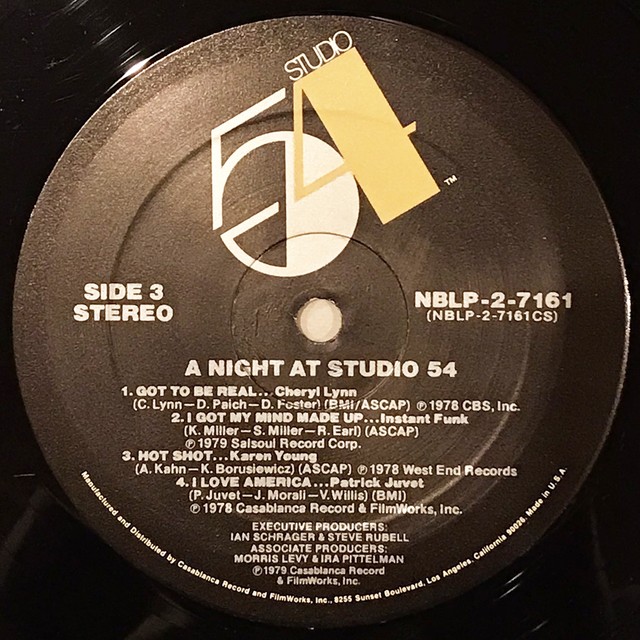 STUDIO
54
TM
SIDE 3
STEREO
NBLP-2-7161
(NBLP-2-7161CS)
A NIGHT AT STUDIO 54
1. GOT TO BE REAL...Cheryl Lynn
(C. Lynn—D. Paich—D. Foster) (BMI/ASCAP) ℗ 1978 CBS, Inc.
2. I GOT MY MIND MADE UP...Instant Funk
(K. Miller—S. Miller—R. Earl) (ASCAP)
℗ 1979 Salsoul Record Corp.
3. HOT SHOT...Karen Young
(A. Kahn—K. Borusiewicz) (ASCAP) ℗ 1978 West End Records
4. I LOVE AMERICA...Patrick Juvet
(P. Juvet—J. Morali—V. Willis) (BMI)
℗ 1978 Casablanca Record & FilmWorks, Inc.
EXECUTIVE PRODUCERS:
IAN SCHRAGER & STEVE RUBELL
ASSOCIATE PRODUCERS:
MORRIS LEVY & IRA PITTELMAN
℗ 1979 Casablanca Record
& FilmWorks, Inc.
Manufactured and Distributed by Casablanca Record and FilmWorks, Inc., 8255 Sunset Boulevard, Los Angeles, California 90026. Made in U.S.A.